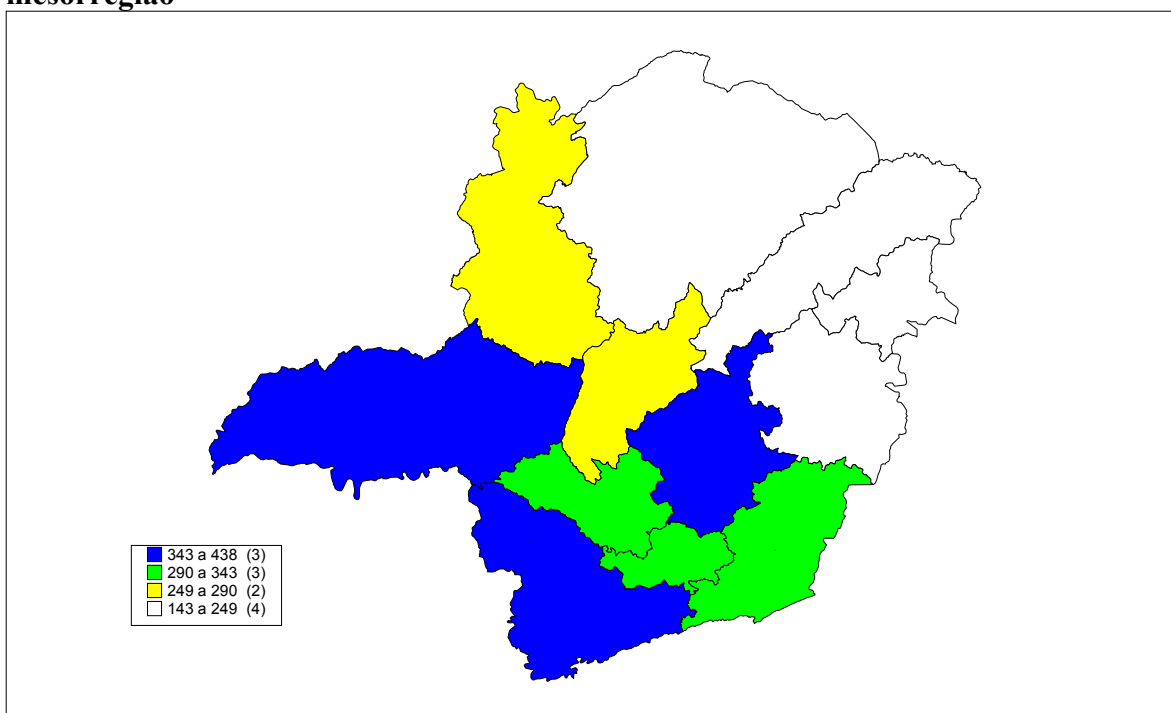 mesorregião
343 a 438 (3)
290 a 343 (3)
249 a 290 (2)
143 a 249 (4)